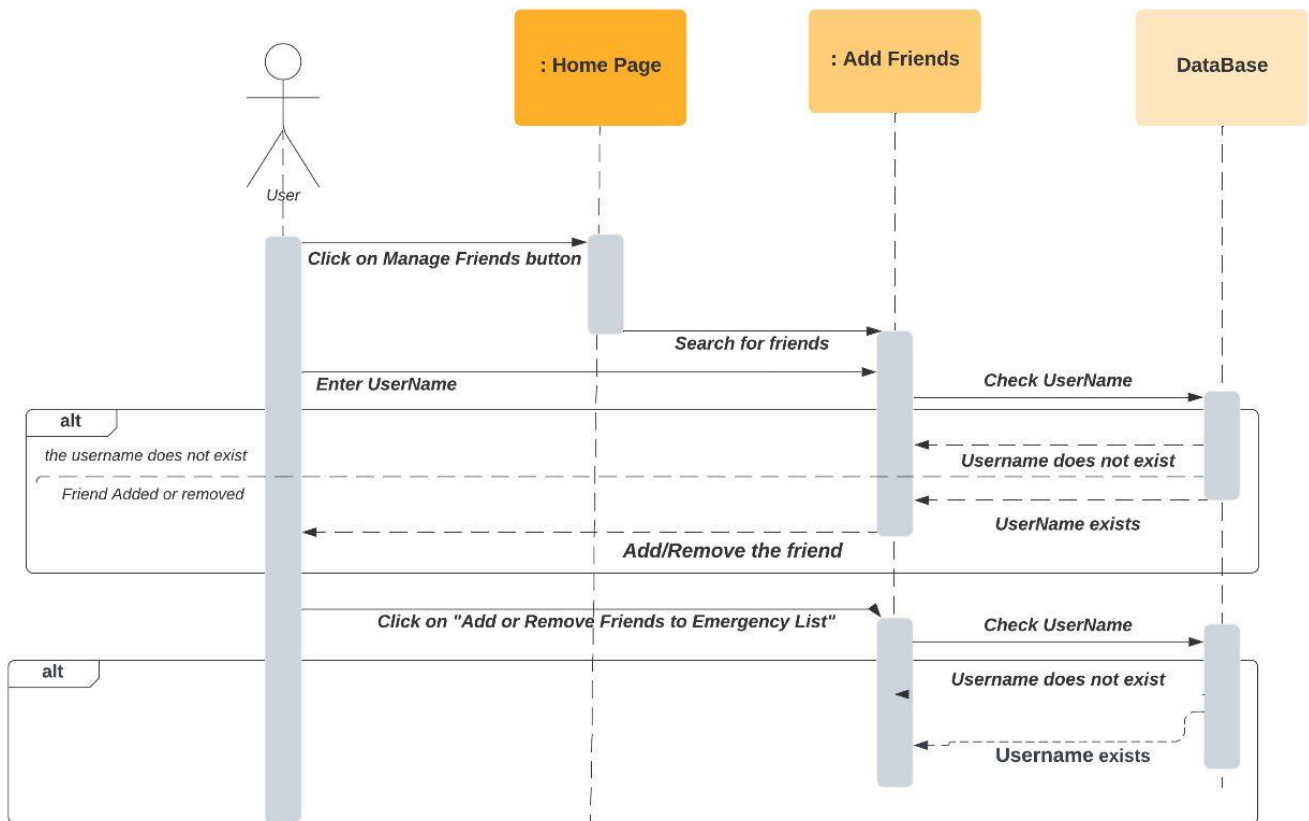 : Home Page
: Add Friends
DataBase
User
Click on Manage Friends button
Search for friends
Enter UserName
Check UserName
alt
the username does not exist
Username does not exist
Friend Added or removed
UserName exists
Add/Remove the friend
Click on "Add or Remove Friends to Emergency List"
Check UserName
alt
Username does not exist
Username exists